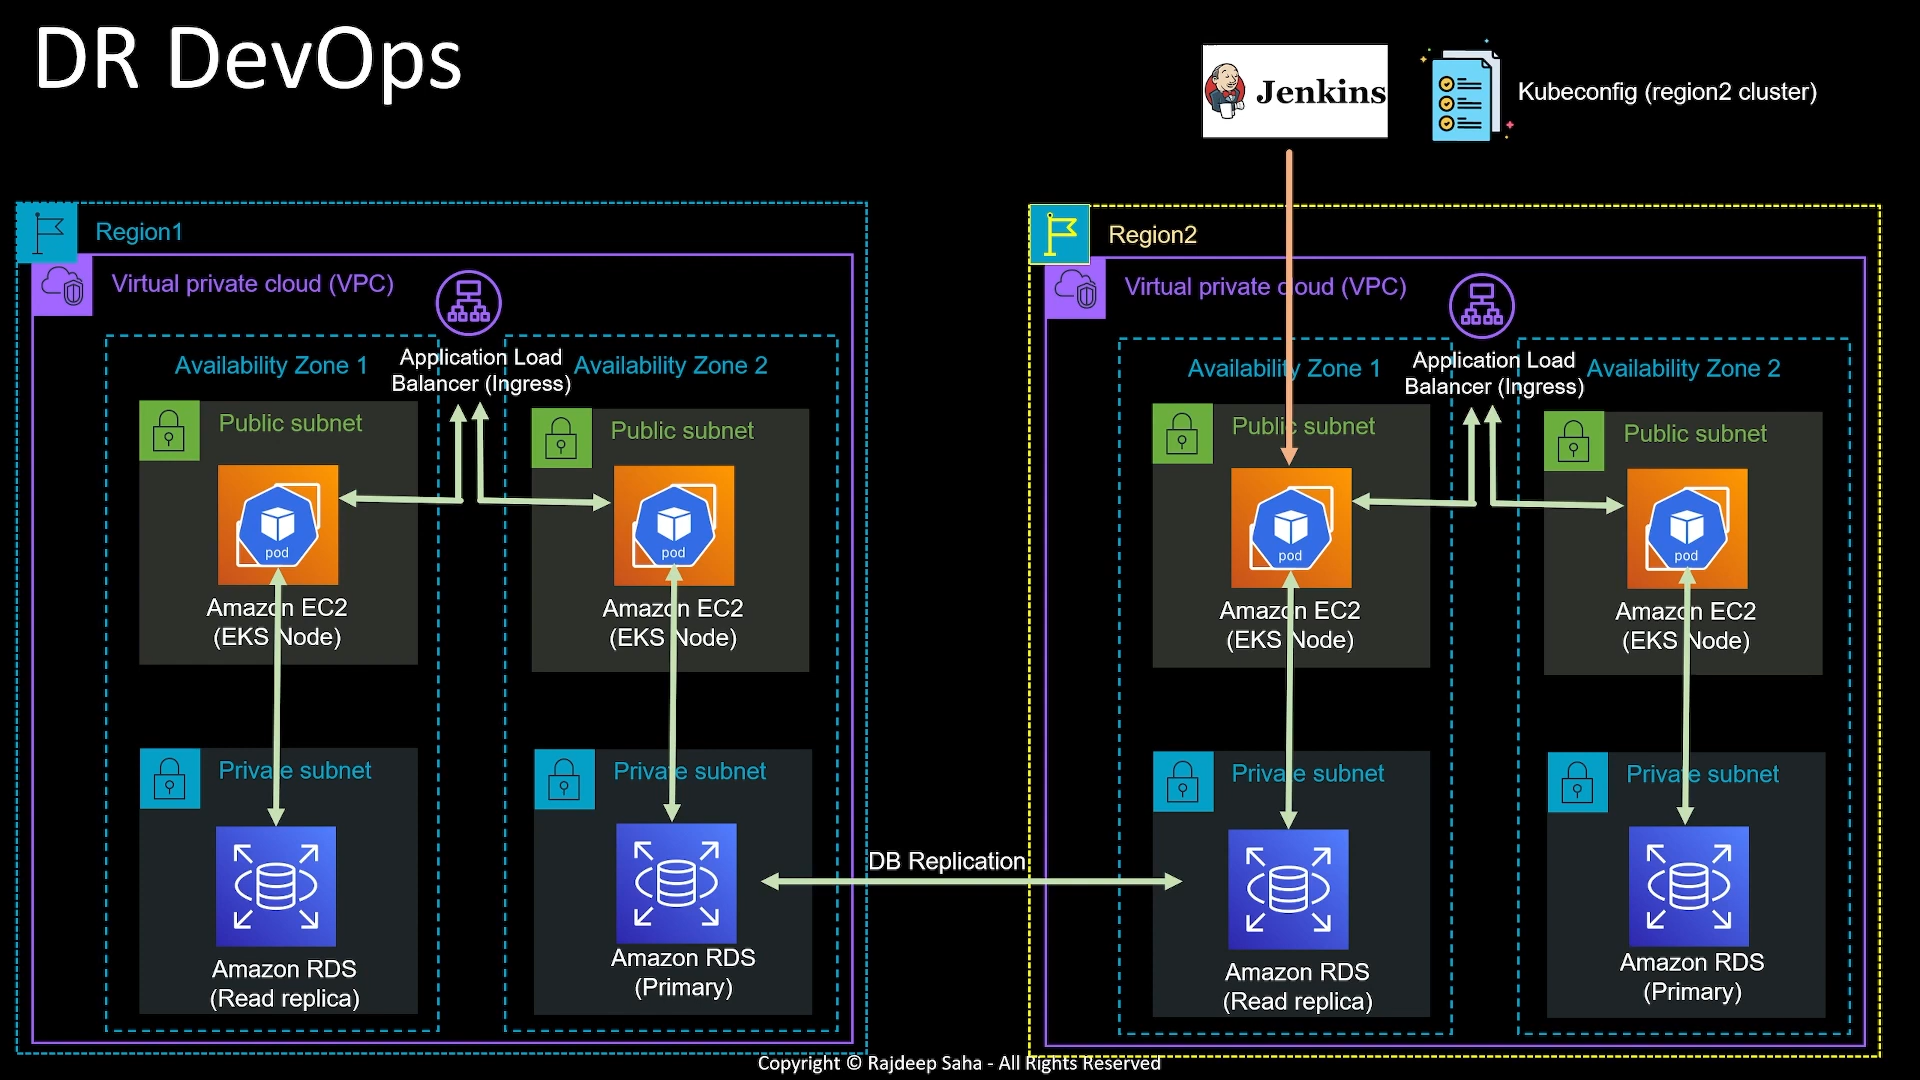 DR DevOps
Jenkins
Kubeconfig (region2 cluster)
Region1
Virtual private cloud (VPC)
Availability Zone 1
Application Load
Balancer (Ingress)
Availability Zone 2
Public subnet
pod
Amazon EC2
(EKS Node)
Public subnet
pod
Amazon EC2
(EKS Node)
Private subnet
Amazon RDS
(Read replica)
Private subnet
Amazon RDS
(Primary)
DB Replication
Region2
Virtual private cloud (VPC)
Availability Zone 1
Application Load
Balancer (Ingress)
Availability Zone 2
Public subnet
pod
Amazon EC2
(EKS Node)
Public subnet
pod
Amazon EC2
(EKS Node)
Private subnet
Amazon RDS
(Read replica)
Private subnet
Amazon RDS
(Primary)
Copyright © Rajdeep Saha - All Rights Reserved